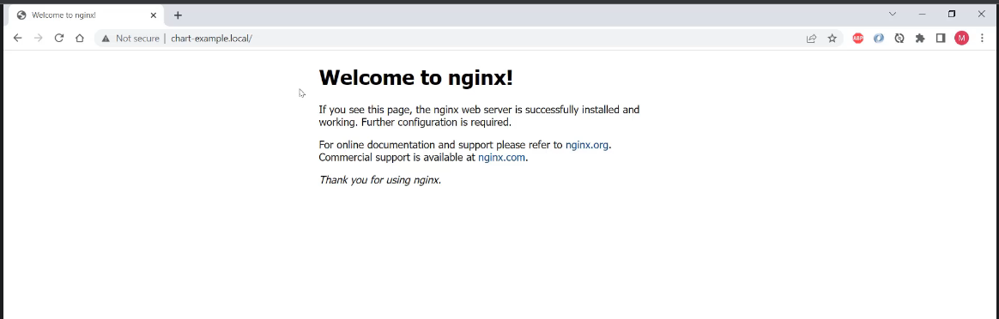 Welcome to nginx!
Not secure | chart-example.local/
ABP
M
Welcome to nginx!
If you see this page, the nginx web server is successfully installed and
working. Further configuration is required.
For online documentation and support please refer to nginx.org.
Commercial support is available at nginx.com.
Thank you for using nginx.